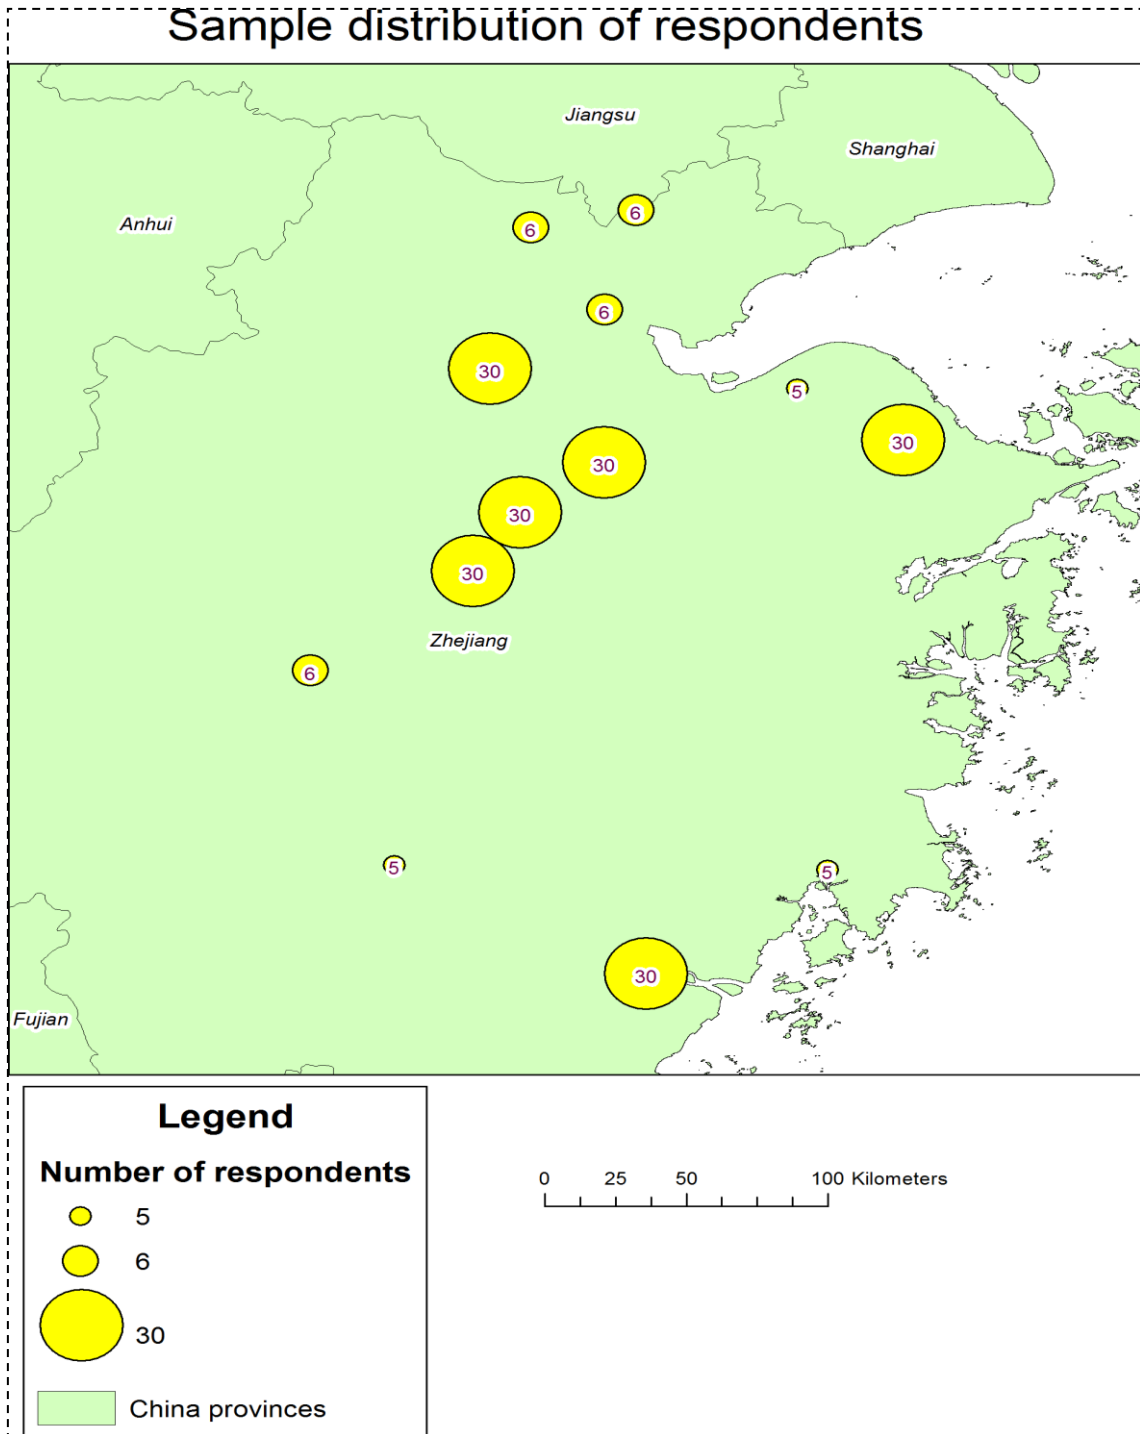 Sample distribution of respondents
Jiangsu
Shanghai
Anhui
6
6
6
30
5
30
30
30
30
Zhejiang
6
5
5
30
Fujian
Legend
Number of respondents
5
6
30
China provinces
0 25 50 100 Kilometers